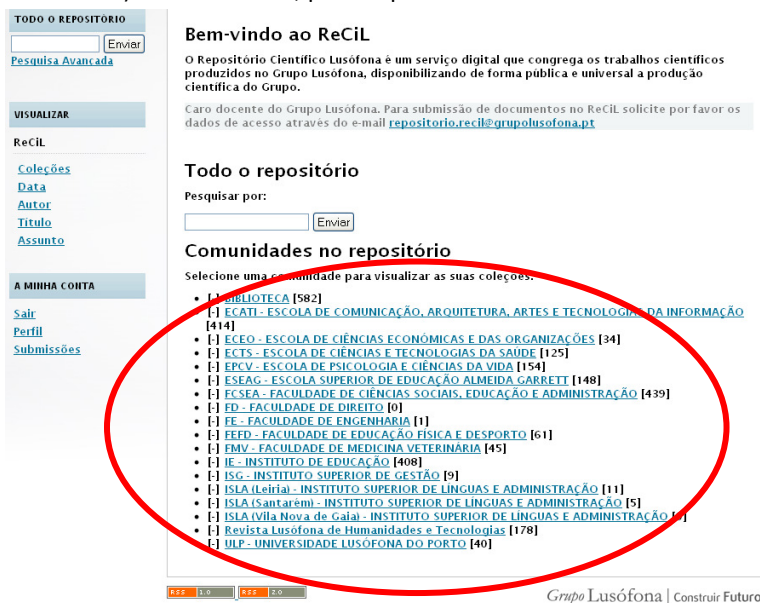 TODO O REPOSITÓRIO
Enviar
Pesquisa Avançada
VISUALIZAR
ReCiL
Coleções
Data
Autor
Título
Assunto
A MINHA CONTA
Sair
Perfil
Submissões
Bem-vindo ao ReCiL
O Repositório Científico Lusófona é um serviço digital que congrega os trabalhos científicos
produzidos no Grupo Lusófona, disponibilizando de forma pública e universal a produção
científica do Grupo.
Caro docente do Grupo Lusófona. Para submissão de documentos no ReCiL solicite por favor os
dados de acesso através do e-mail repositorio.recil@grupolusofona.pt
Todo o repositório
Pesquisar por:
Enviar
Comunidades no repositório
Selecione uma comunidade para visualizar as suas coleções.
[-] BIBLIOTECA [582]
[-] ECATI - ESCOLA DE COMUNICAÇÃO, ARQUITETURA, ARTES E TECNOLOGIAS DA INFORMAÇÃO
[414]
[-] ECEO - ESCOLA DE CIÊNCIAS ECONÓMICAS E DAS ORGANIZAÇÕES [34]
[-] ECTS - ESCOLA DE CIÊNCIAS E TECNOLOGIAS DA SAÚDE [125]
[-] EPCV - ESCOLA DE PSICOLOGIA E CIÊNCIAS DA VIDA [154]
[-] ESEAG - ESCOLA SUPERIOR DE EDUCAÇÃO ALMEIDA GARRETT [148]
[-] FCSEA - FACULDADE DE CIÊNCIAS SOCIAIS, EDUCAÇÃO E ADMINISTRAÇÃO [439]
[-] FD - FACULDADE DE DIREITO [0]
[-] FE - FACULDADE DE ENGENHARIA [1]
[-] FEFD - FACULDADE DE EDUCAÇÃO FÍSICA E DESPORTO [61]
[-] FMV - FACULDADE DE MEDICINA VETERINÁRIA [45]
[-] IE - INSTITUTO DE EDUCAÇÃO [408]
[-] ISG - INSTITUTO SUPERIOR DE GESTÃO [9]
[-] ISLA (Leiria) - INSTITUTO SUPERIOR DE LÍNGUAS E ADMINISTRAÇÃO [11]
[-] ISLA (Santarém) - INSTITUTO SUPERIOR DE LÍNGUAS E ADMINISTRAÇÃO [5]
[-] ISLA (Vila Nova de Gaia) - INSTITUTO SUPERIOR DE LÍNGUAS E ADMINISTRAÇÃO
[-] Revista Lusófona de Humanidades e Tecnologias [178]
[-] ULP - UNIVERSIDADE LUSÓFONA DO PORTO [40]
RSS 1.0 RSS 2.0
Grupo Lusófona | Construir Futuro